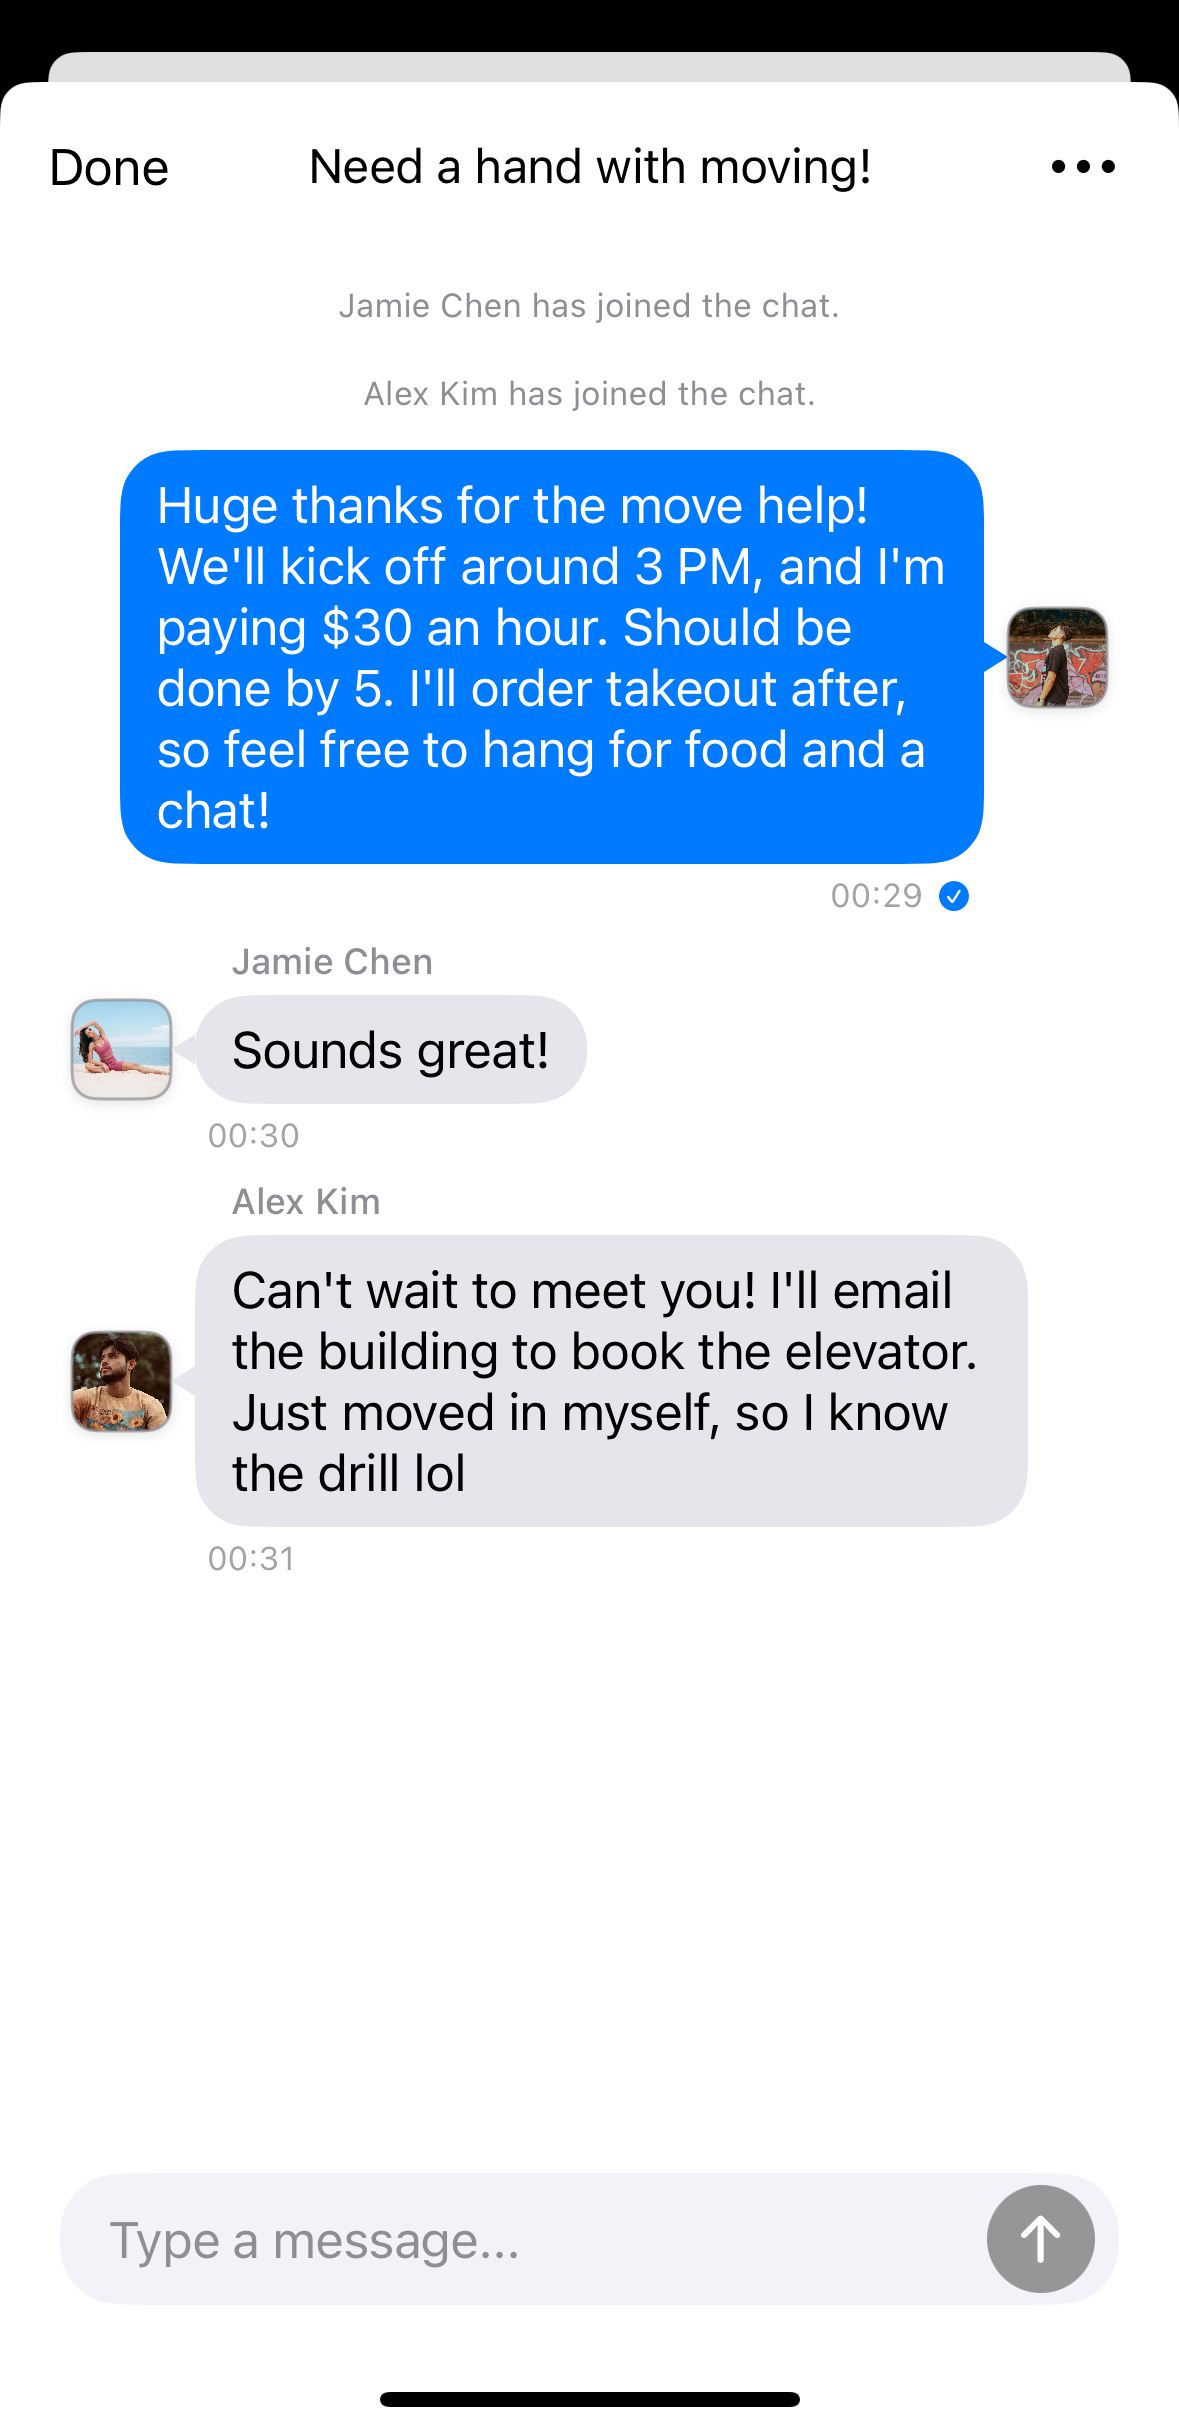 Done
Need a hand with moving!
Jamie Chen has joined the chat.
Alex Kim has joined the chat.
Huge thanks for the move help!
We'll kick off around 3 PM, and I'm
paying $30 an hour. Should be
done by 5. I'll order takeout after,
so feel free to hang for food and a
chat!
00:29
Jamie Chen
Sounds great!
00:30
Alex Kim
Can't wait to meet you! I'll email
the building to book the elevator.
Just moved in myself, so I know
the drill lol
00:31
Type a message...